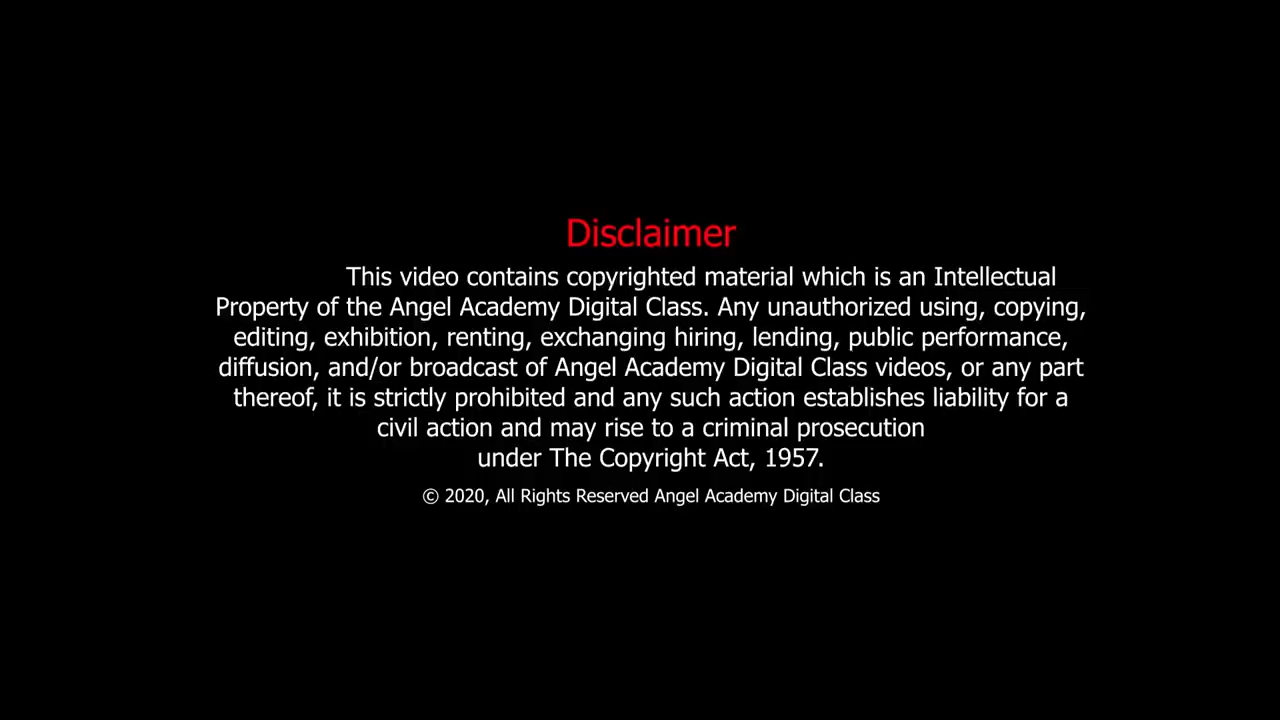 Disclaimer
This video contains copyrighted material which is an Intellectual
Property of the Angel Academy Digital Class. Any unauthorized using, copying,
editing, exhibition, renting, exchanging hiring, lending, public performance,
diffusion, and/or broadcast of Angel Academy Digital Class videos, or any part
thereof, it is strictly prohibited and any such action establishes liability for a
civil action and may rise to a criminal prosecution
under The Copyright Act, 1957.
© 2020, All Rights Reserved Angel Academy Digital Class